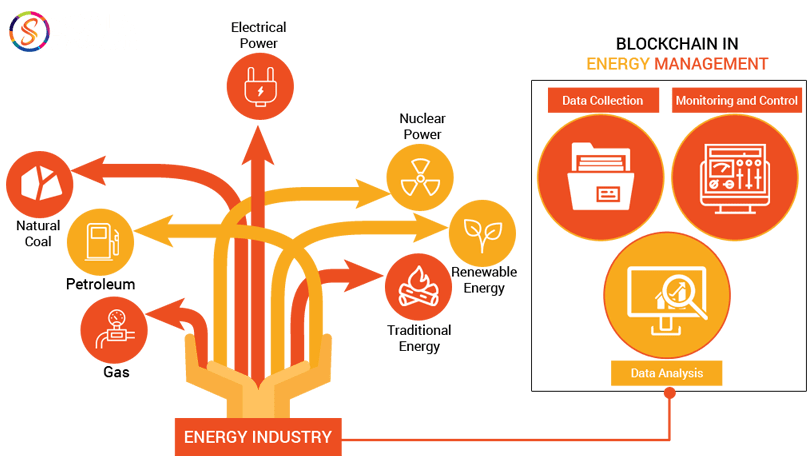 Electrical
Power
Nuclear
Power
Natural
Coal
Petroleum
Renewable
Energy
Gas
Traditional
Energy
ENERGY INDUSTRY
BLOCKCHAIN IN
ENERGY MANAGEMENT
Data Collection
Monitoring and Control
Data Analysis